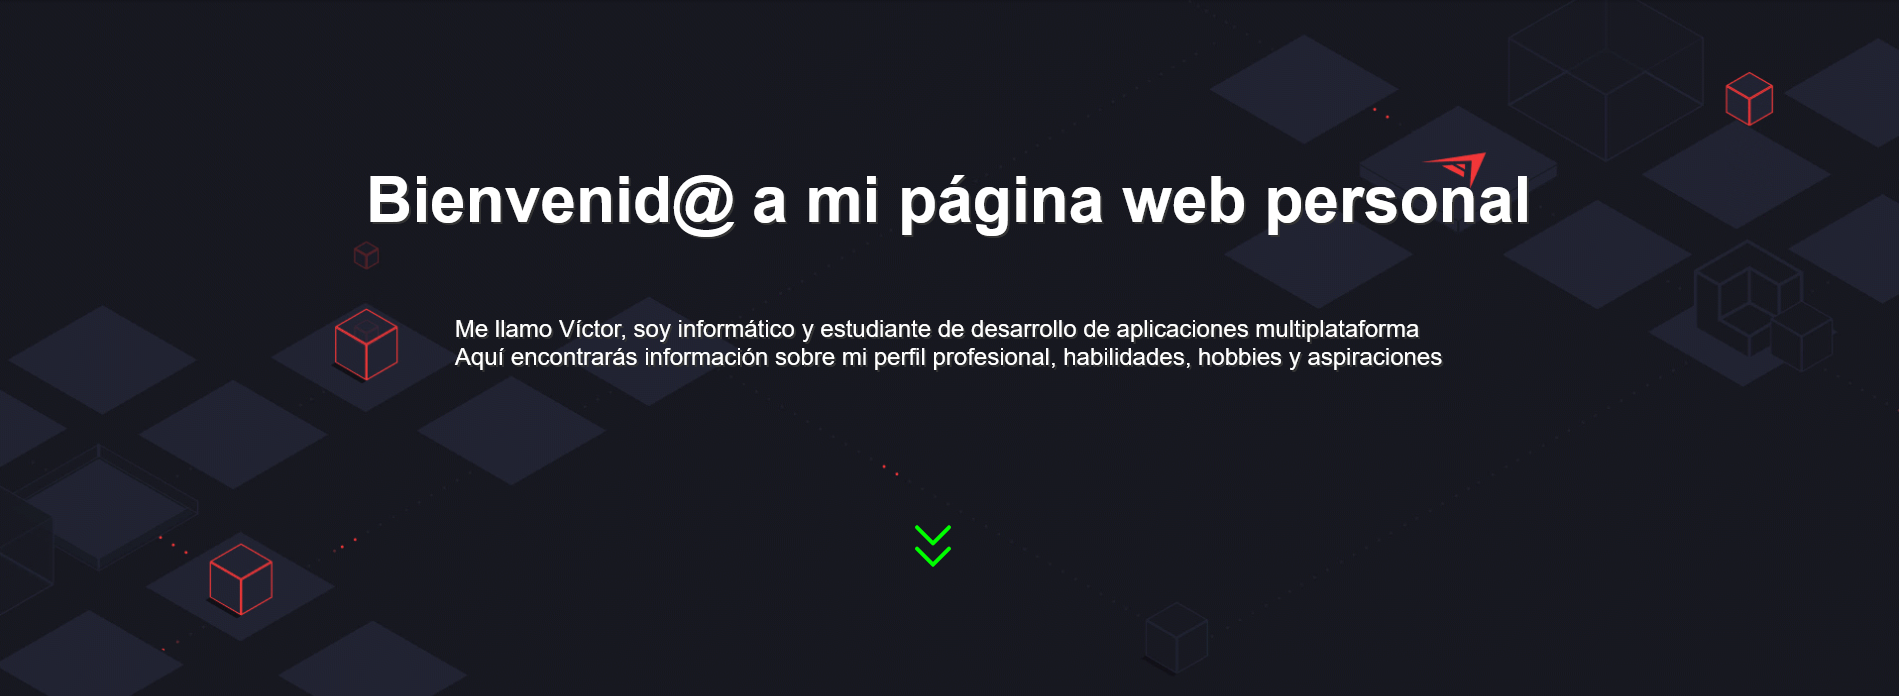 Bienvenid@ a mi página web personal
Me llamo Víctor, soy informático y estudiante de desarrollo de aplicaciones multiplataforma
Aquí encontrarás información sobre mi perfil profesional, habilidades, hobbies y aspiraciones